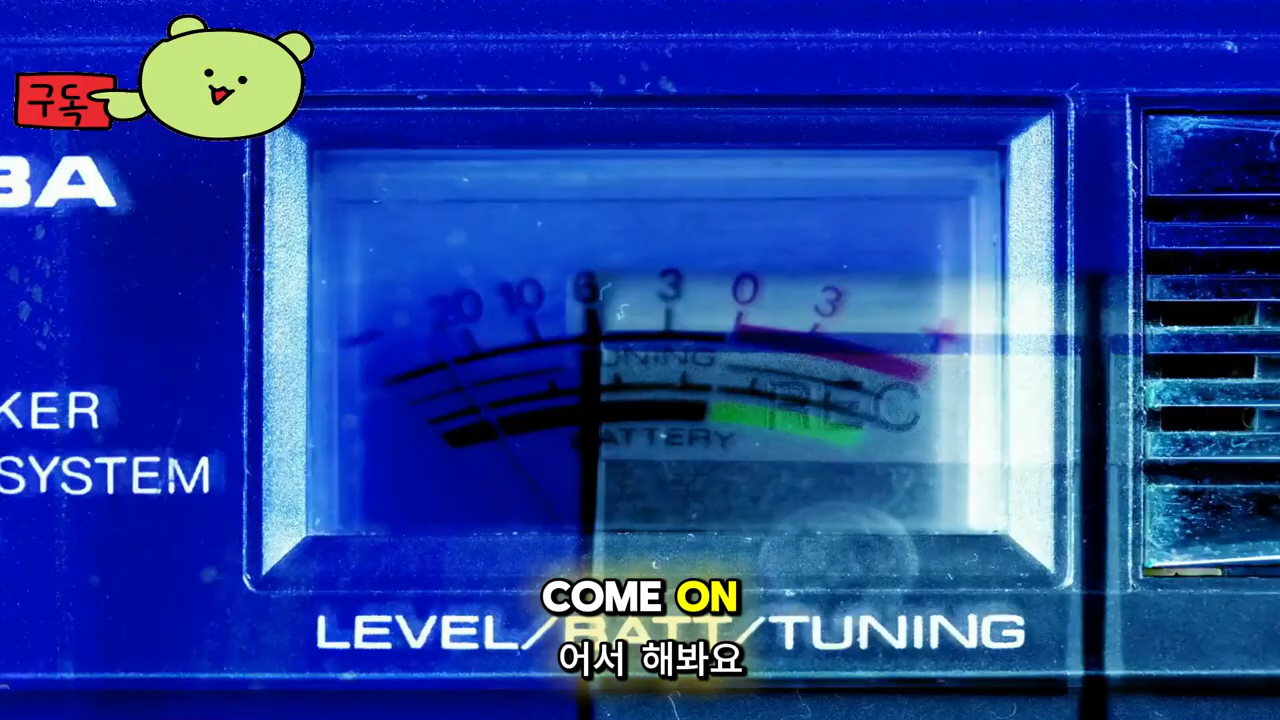 구독
BA
20 10 6 3 0 3 +
TUNING
REC
BATTERY
KER
SYSTEM
COME ON
LEVEL/BATT/TUNING
어서 해봐요